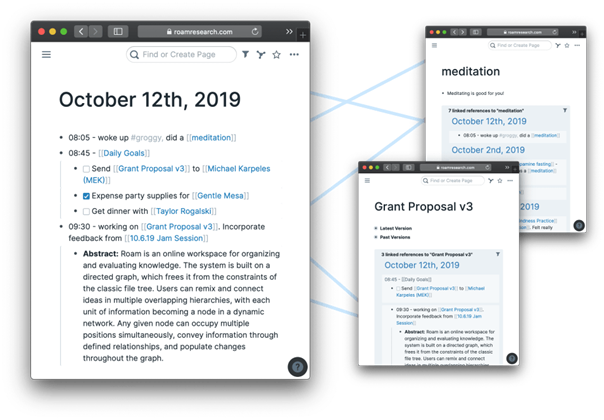 roamresearch.com
Find or Create Page
October 12th, 2019
08:05 - woke up #groggy, did a [[meditation]]
08:45 - [[Daily Goals]]
Send [[Grant Proposal v3]] to [[Michael Karpeles
(MEK)]]
Expense party supplies for [[Gentle Mesa]]
Get dinner with [[Taylor Rogalski]]
09:30 - working on [[Grant Proposal v3]]. Incorporate
feedback from [[10.6.19 Jam Session]]
Abstract: Roam is an online workspace for organizing
and evaluating knowledge. The system is built on a
directed graph, which frees it from the constraints of
the classic file tree. Users can remix and connect
ideas in multiple overlapping hierarchies, with each
unit of information becoming a node in a dynamic
network. Any given node can occupy multiple
positions simultaneously, convey information through
defined relationships, and populate changes
throughout the graph.
roamresearch.com
Find or Create Page
meditation
Meditating is good for you!
7 linked references to "meditation"
October 12th, 2019
08:05 - woke up #groggy, did a [[meditation]]
October 2nd, 2019
fasting]] -
a [[meditation]]
2019
Practice
Felt really
roamresearch.com
Find or Create Page
Grant Proposal v3
Latest Version
Past Versions
3 linked references to "Grant Proposal v3"
October 12th, 2019
08:45 - [[Daily Goals]]
Send [[Grant Proposal v3]] to [[Michael
Karpeles (MEK)]]
09:30 - working on [[Grant Proposal v3]].
Incorporate feedback from [[10.6.19 Jam
Session]]
Abstract: Roam is an online workspace for
organizing and evaluating knowledge. The
system is built on a directed graph, which
frees it from the constraints of the classic
file tree. Users can remix and connect
ideas in multiple overlapping hierarchies